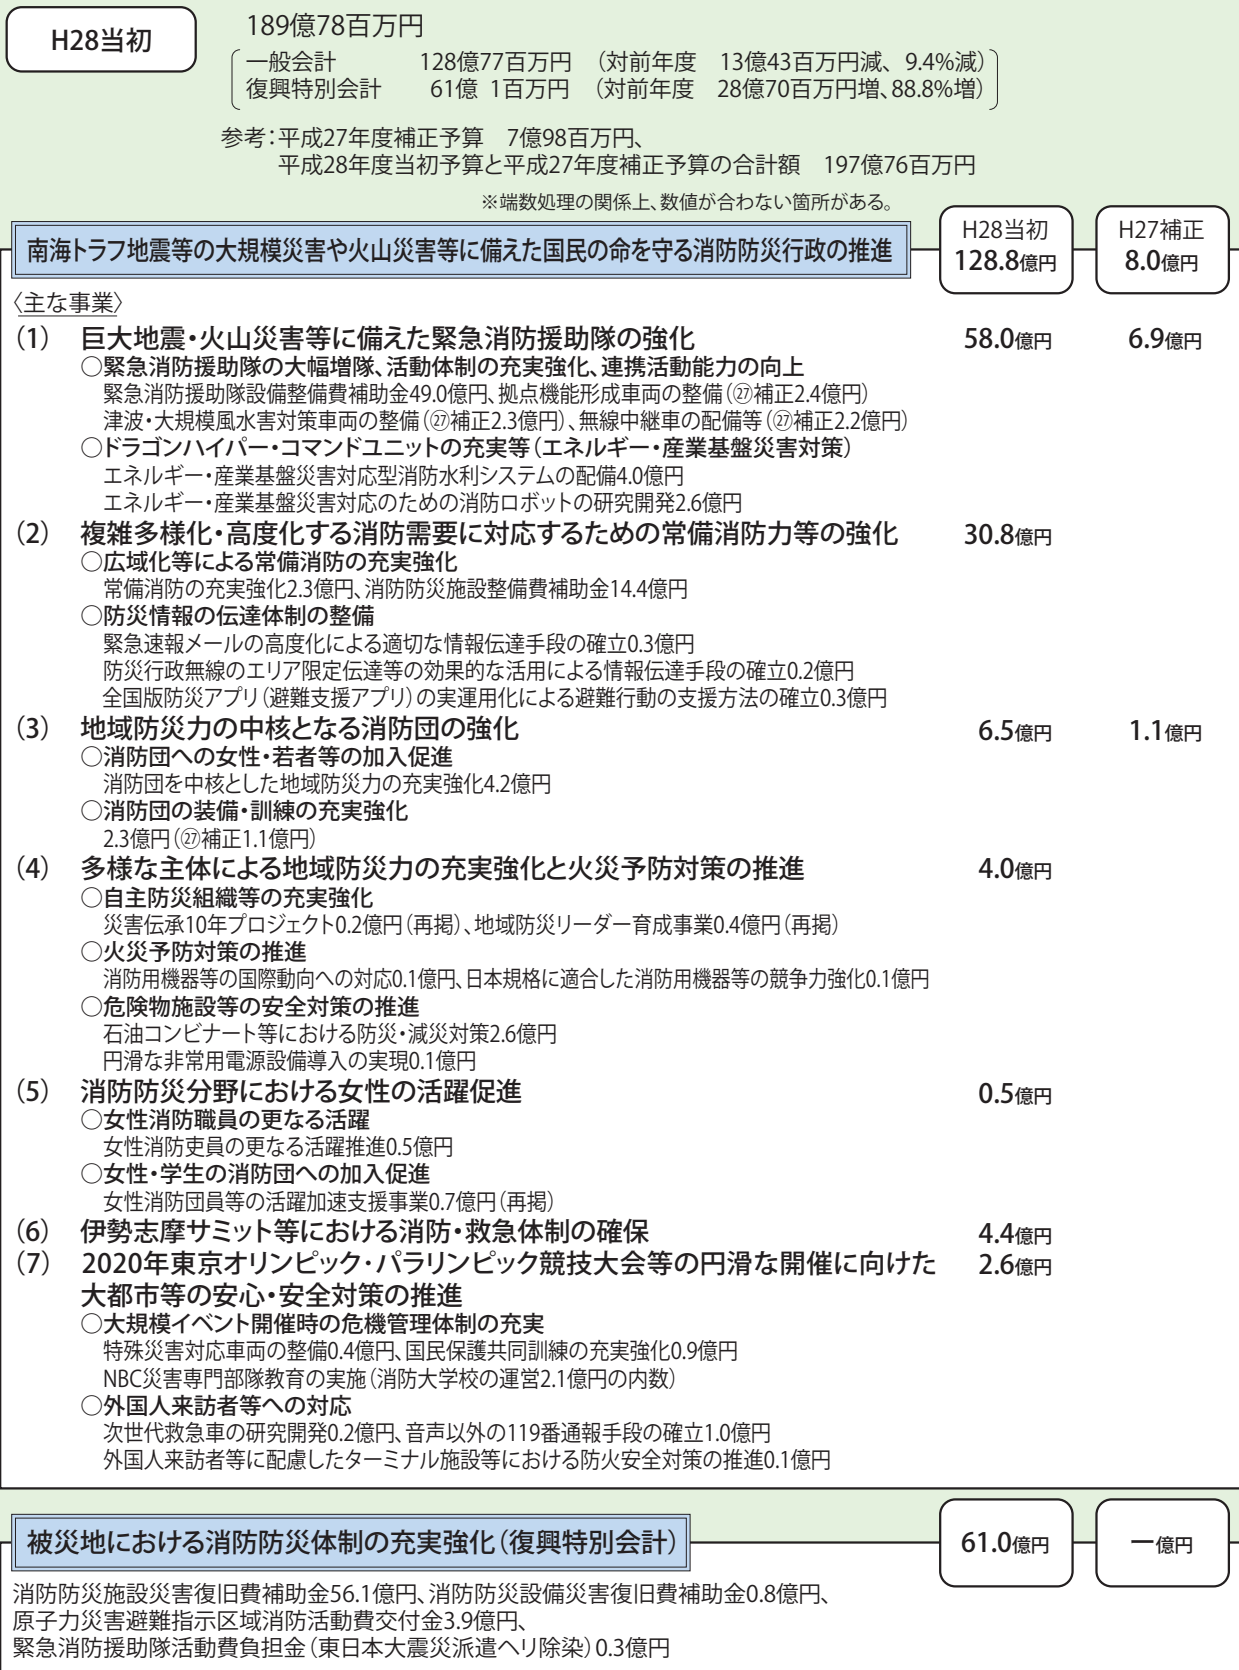 H28当初
189億78百万円
一般会計 128億77百万円 (対前年度 13億43百万円減、9.4%減)
復興特別会計 61億 1百万円 (対前年度 28億70百万円増、88.8%増)
参考:平成27年度補正予算 7億98百万円、
平成28年度当初予算と平成27年度補正予算の合計額 197億76百万円
※端数処理の関係上、数値が合わない箇所がある。
南海トラフ地震等の大規模災害や火山災害等に備えた国民の命を守る消防防災行政の推進
H28当初
128.8億円
H27補正
8.0億円
〈主な事業〉
(1) 巨大地震・火山災害等に備えた緊急消防援助隊の強化 58.0億円 6.9億円
○緊急消防援助隊の大幅増隊、活動体制の充実強化、連携活動能力の向上
緊急消防援助隊設備整備費補助金49.0億円、拠点機能形成車両の整備(㉗補正2.4億円)
津波・大規模風水害対策車両の整備(㉗補正2.3億円)、無線中継車の配備等(㉗補正2.2億円)
○ドラゴンハイパー・コマンドユニットの充実等(エネルギー・産業基盤災害対策)
エネルギー・産業基盤災害対応型消防水利システムの配備4.0億円
エネルギー・産業基盤災害対応のための消防ロボットの研究開発2.6億円
(2) 複雑多様化・高度化する消防需要に対応するための常備消防力等の強化 30.8億円
○広域化等による常備消防の充実強化
常備消防の充実強化2.3億円、消防防災施設整備費補助金14.4億円
○防災情報の伝達体制の整備
緊急速報メールの高度化による適切な情報伝達手段の確立0.3億円
防災行政無線のエリア限定伝達等の効果的な活用による情報伝達手段の確立0.2億円
全国版防災アプリ(避難支援アプリ)の実運用化による避難行動の支援方法の確立0.3億円
(3) 地域防災力の中核となる消防団の強化 6.5億円 1.1億円
○消防団への女性・若者等の加入促進
消防団を中核とした地域防災力の充実強化4.2億円
○消防団の装備・訓練の充実強化
2.3億円(㉗補正1.1億円)
(4) 多様な主体による地域防災力の充実強化と火災予防対策の推進 4.0億円
○自主防災組織等の充実強化
災害伝承10年プロジェクト0.2億円(再掲)、地域防災リーダー育成事業0.4億円(再掲)
○火災予防対策の推進
消防用機器等の国際動向への対応0.1億円、日本規格に適合した消防用機器等の競争力強化0.1億円
○危険物施設等の安全対策の推進
石油コンビナート等における防災・減災対策2.6億円
円滑な非常用電源設備導入の実現0.1億円
(5) 消防防災分野における女性の活躍促進 0.5億円
○女性消防職員の更なる活躍
女性消防吏員の更なる活躍推進0.5億円
○女性・学生の消防団への加入促進
女性消防団員等の活躍加速支援事業0.7億円(再掲)
(6) 伊勢志摩サミット等における消防・救急体制の確保 4.4億円
(7) 2020年東京オリンピック・パラリンピック競技大会等の円滑な開催に向けた 2.6億円
大都市等の安心・安全対策の推進
○大規模イベント開催時の危機管理体制の充実
特殊災害対応車両の整備0.4億円、国民保護共同訓練の充実強化0.9億円
NBC災害専門部隊教育の実施(消防大学校の運営2.1億円の内数)
○外国人来訪者等への対応
次世代救急車の研究開発0.2億円、音声以外の119番通報手段の確立1.0億円
外国人来訪者等に配慮したターミナル施設等における防火安全対策の推進0.1億円
被災地における消防防災体制の充実強化(復興特別会計) 61.0億円 ー億円
消防防災施設災害復旧費補助金56.1億円、消防防災設備災害復旧費補助金0.8億円、
原子力災害避難指示区域消防活動費交付金3.9億円、
緊急消防援助隊活動費負担金(東日本大震災派遣ヘリ除染)0.3億円